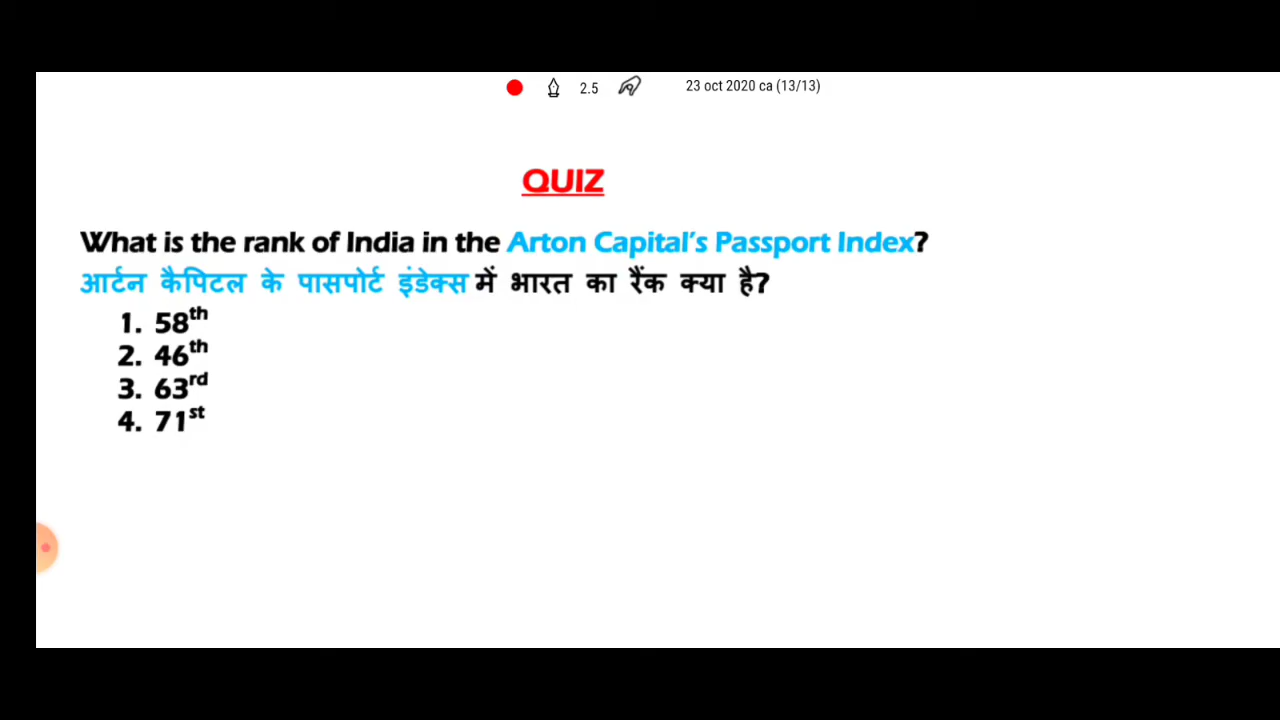 2.5 23 oct 2020 ca (13/13)
QUIZ
What is the rank of India in the Arton Capital's Passport Index?
आर्टन कैपिटल के पासपोर्ट इंडेक्स में भारत का रैंक क्या है?
1. 58th
2. 46th
3. 63rd
4. 71st